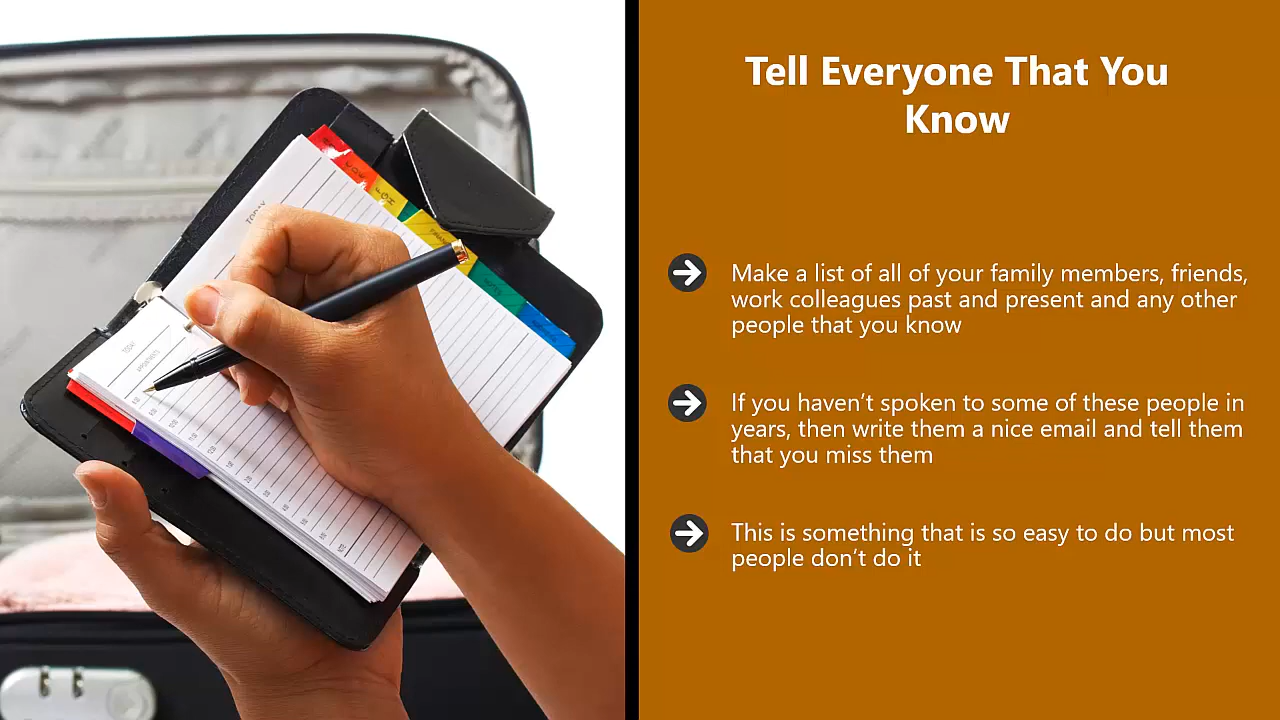 Tell Everyone That You
Know
Make a list of all of your family members, friends,
work colleagues past and present and any other
people that you know
If you haven’t spoken to some of these people in
years, then write them a nice email and tell them
that you miss them
This is something that is so easy to do but most
people don’t do it
TODAY
TODAY
APPOINTMENTS